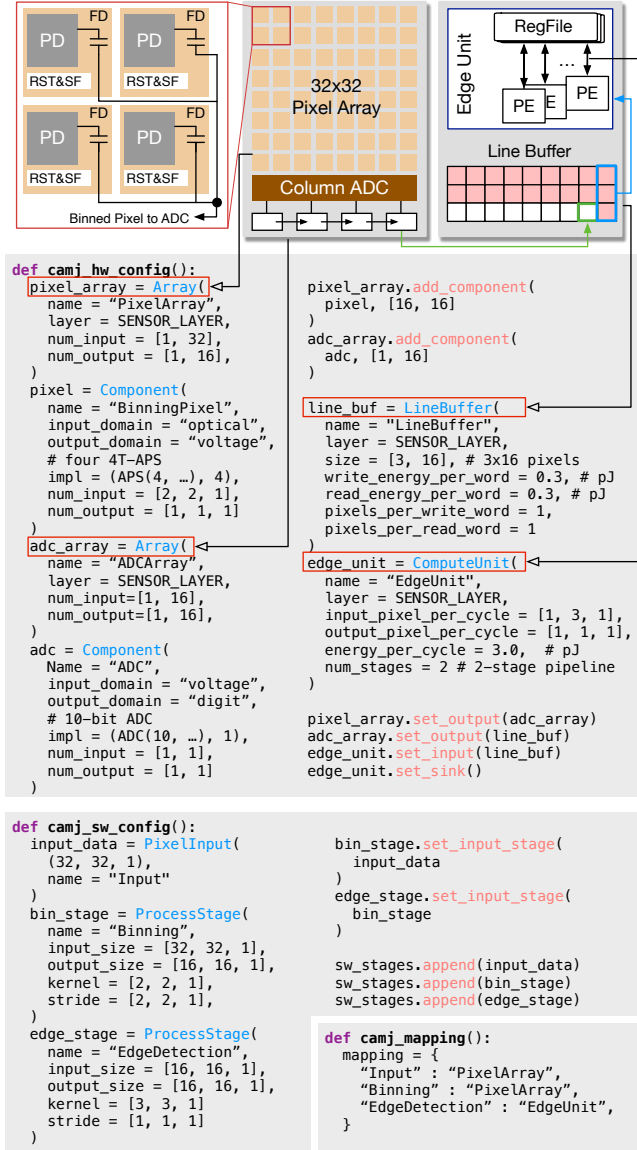 FD
FD
PD
PD
RST&SF
RST&SF
FD
FD
PD
PD
RST&SF
RST&SF
Binned Pixel to ADC
32x32
Pixel Array
Column ADC
Edge Unit
RegFile
...
PE
E
PE
Line Buffer
def camj_hw_config():
pixel_array = Array(
name = “PixelArray”,
layer = SENSOR_LAYER,
num_input = [1, 32],
num_output = [1, 16],
)
pixel = Component(
name = “BinningPixel”,
input_domain = “optical”,
output_domain = “voltage”,
# four 4T-APS
impl = (APS(4, …), 4),
num_input = [2, 2, 1],
num_output = [1, 1, 1]
)
adc_array = Array(
name = “ADCArray”,
layer = SENSOR_LAYER,
num_input=[1, 16],
num_output=[1, 16],
)
adc = Component(
Name = “ADC”,
input_domain = “voltage”,
output_domain = “digit”,
# 10-bit ADC
impl = (ADC(10, …), 1),
num_input = [1, 1],
num_output = [1, 1]
)
pixel_array.add_component(
pixel, [16, 16]
)
adc_array.add_component(
adc, [1, 16]
)
line_buf = LineBuffer(
name = "LineBuffer",
layer = SENSOR_LAYER,
size = [3, 16], # 3x16 pixels
write_energy_per_word = 0.3, # pJ
read_energy_per_word = 0.3, # pJ
pixels_per_write_word = 1,
pixels_per_read_word = 1
)
edge_unit = ComputeUnit(
name = “EdgeUnit”,
layer = SENSOR_LAYER,
input_pixel_per_cycle = [1, 3, 1],
output_pixel_per_cycle = [1, 1, 1],
energy_per_cycle = 3.0,  # pJ
num_stages = 2 # 2-stage pipeline
)
pixel_array.set_output(adc_array)
adc_array.set_output(line_buf)
edge_unit.set_input(line_buf)
edge_unit.set_sink()
def camj_sw_config():
input_data = PixelInput(
(32, 32, 1),
name = "Input"
)
bin_stage = ProcessStage(
name = “Binning”,
input_size = [32, 32, 1],
output_size = [16, 16, 1],
kernel = [2, 2, 1],
stride = [2, 2, 1],
)
edge_stage = ProcessStage(
name = “EdgeDetection”,
input_size = [16, 16, 1],
output_size = [16, 16, 1],
kernel = [3, 3, 1]
stride = [1, 1, 1]
)
bin_stage.set_input_stage(
input_data
)
edge_stage.set_input_stage(
bin_stage
)
sw_stages.append(input_data)
sw_stages.append(bin_stage)
sw_stages.append(edge_stage)
def camj_mapping():
mapping = {
“Input” : “PixelArray”,
“Binning” : “PixelArray”,
“EdgeDetection” : “EdgeUnit”,
}